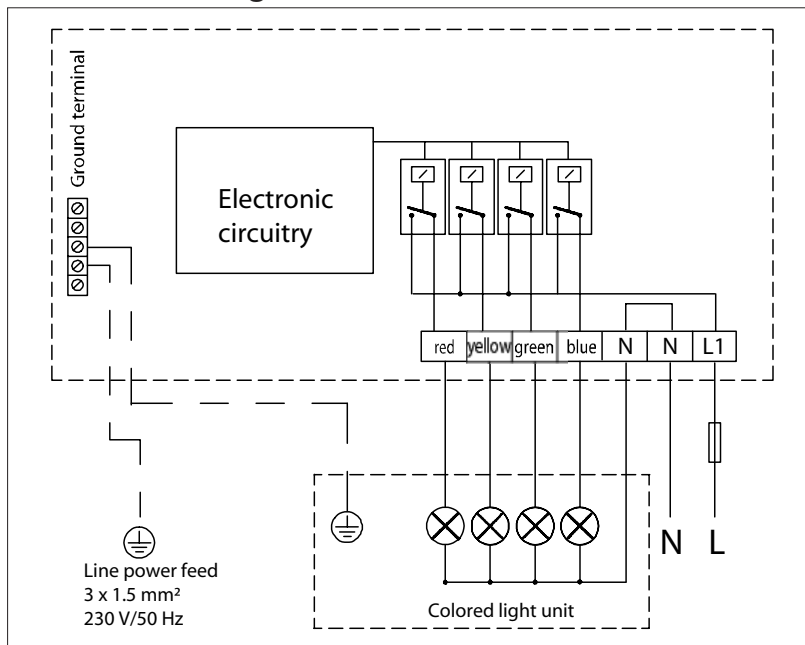 Ground terminal
Electronic
circuitry
red yellow green blue N N L1
N L
Line power feed
3 x 1.5 mm²
230 V/50 Hz
Colored light unit